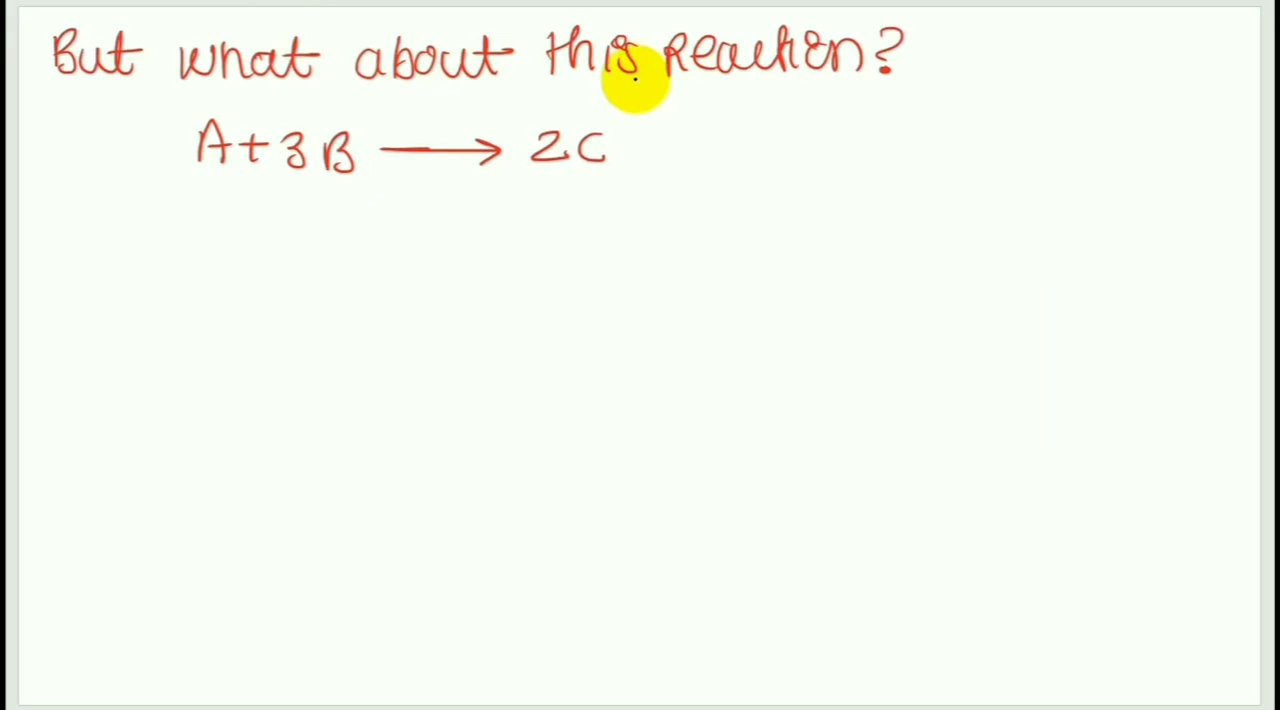 But what about this Reaction?
A + 3B ⟶ 2C